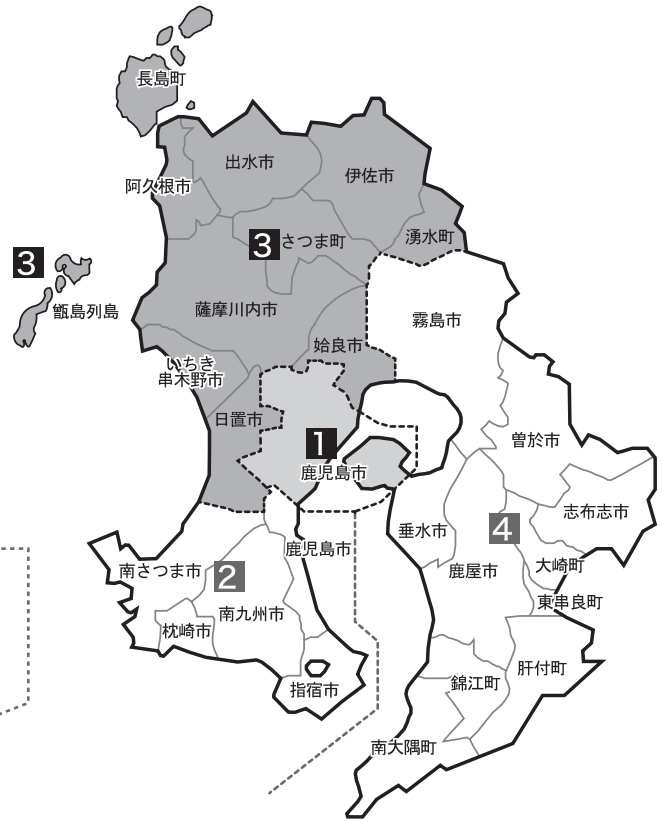 長島町
出水市
伊佐市
阿久根市
3
さつま町
湧水町
3
甑島列島
薩摩川内市
霧島市
姶良市
いちき
串木野市
日置市
1
鹿児島市
曽於市
志布志市
垂水市
4
鹿屋市
大崎町
東串良町
鹿児島市
南さつま市
2
南九州市
枕崎市
指宿市
錦江町
肝付町
南大隅町